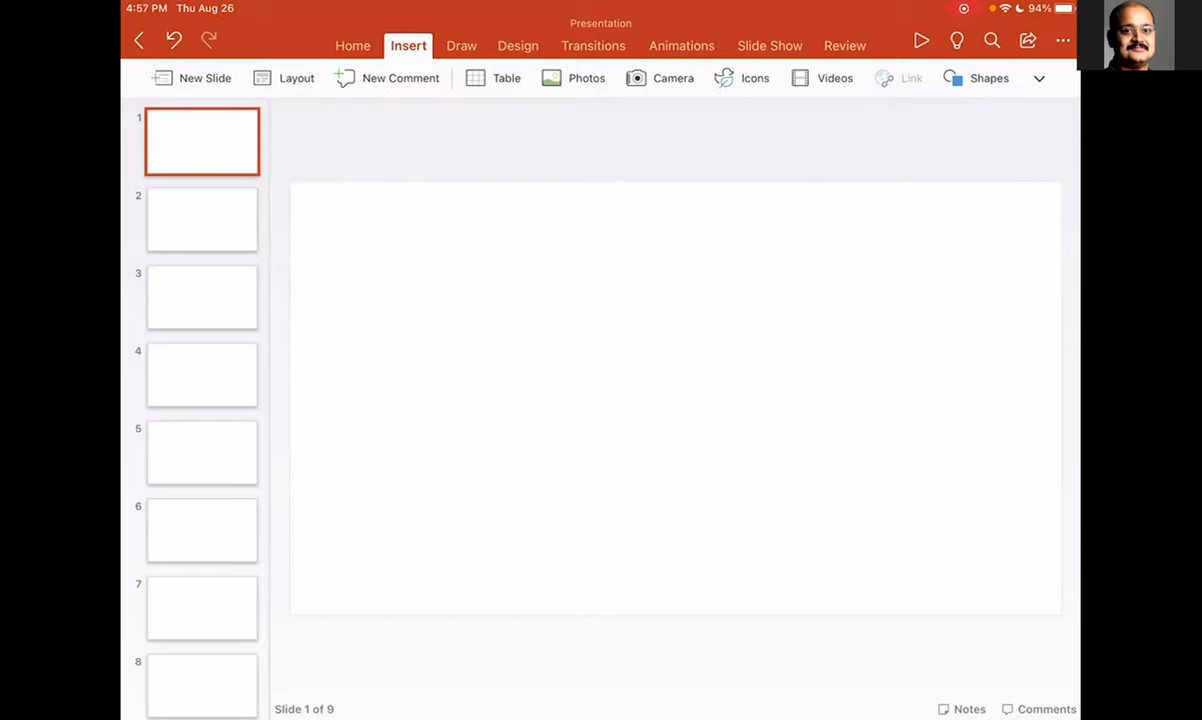 4:57 PM Thu Aug 26
94%
Presentation
Home Insert Draw Design Transitions Animations Slide Show Review
New Slide Layout New Comment Table Photos Camera Icons Videos Link Shapes
1
2
3
4
5
6
7
8
Slide 1 of 9
Notes Comments